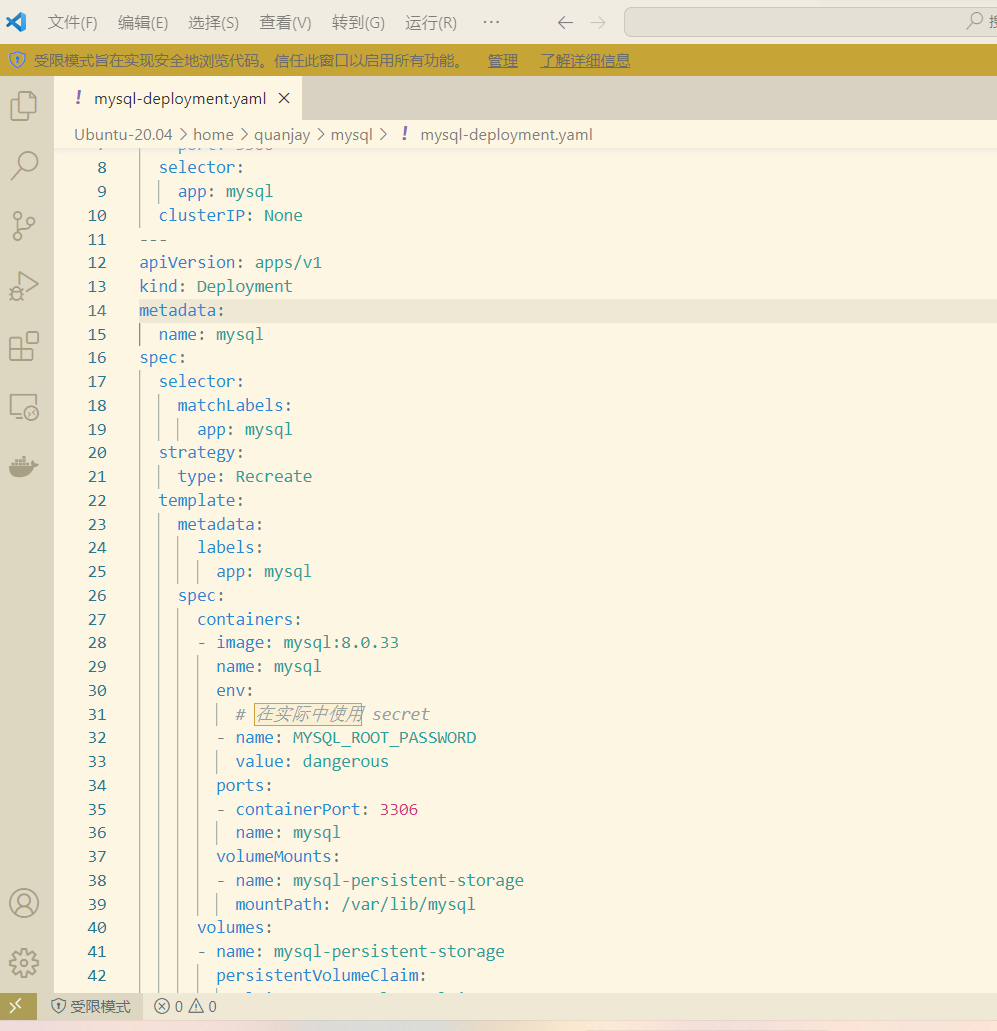 文件(F) 编辑(E) 选择(S) 查看(V) 转到(G) 运行(R) ···
受限模式旨在实现安全地浏览代码。信任此窗口以启用所有功能。 管理 了解详细信息
! mysql-deployment.yaml
Ubuntu-20.04 > home > quanjay > mysql > ! mysql-deployment.yaml
8 selector:
9 app: mysql
10 clusterIP: None
11 ---
12 apiVersion: apps/v1
13 kind: Deployment
14 metadata:
15 name: mysql
16 spec:
17 selector:
18 matchLabels:
19 app: mysql
20 strategy:
21 type: Recreate
22 template:
23 metadata:
24 labels:
25 app: mysql
26 spec:
27 containers:
28 - image: mysql:8.0.33
29 name: mysql
30 env:
31 # 在实际中使用 secret
32 - name: MYSQL_ROOT_PASSWORD
33 value: dangerous
34 ports:
35 - containerPort: 3306
36 name: mysql
37 volumeMounts:
38 - name: mysql-persistent-storage
39 mountPath: /var/lib/mysql
40 volumes:
41 - name: mysql-persistent-storage
42 persistentVolumeClaim:
受限模式 0 0